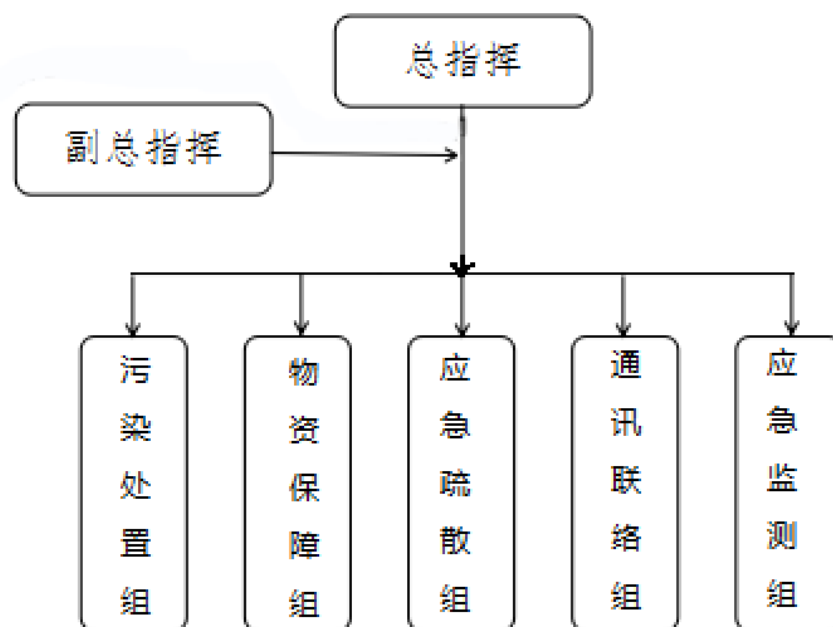 总指挥
副总指挥
污染处置组
物资保障组
应急疏散组
通讯联络组
应急监测组